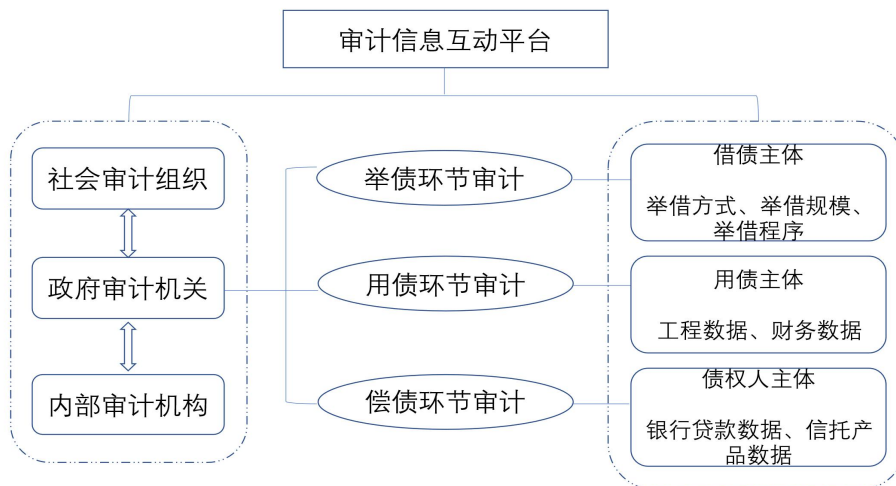 审计信息互动平台
社会审计组织
政府审计机关
内部审计机构
举债环节审计
用债环节审计
偿债环节审计
借债主体
举借方式、举借规模、
举借程序
用债主体
工程数据、财务数据
债权人主体
银行贷款数据、信托产
品数据